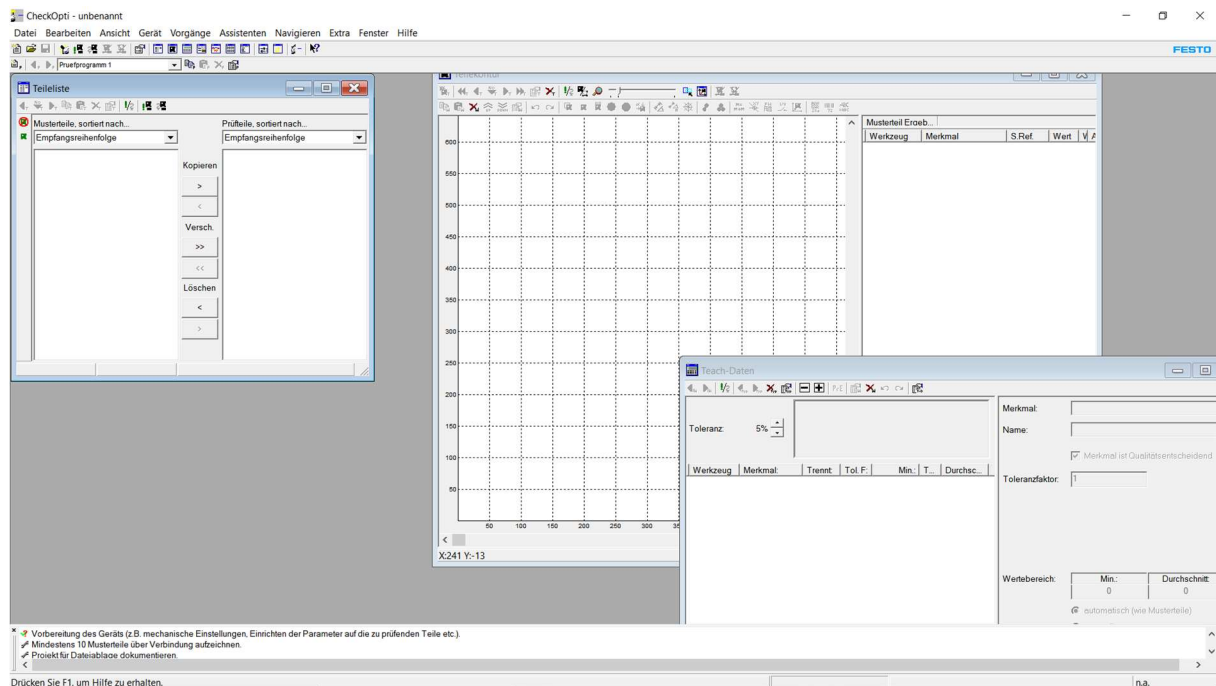 CheckOpti - unbenannt
Datei Bearbeiten Ansicht Gerät Vorgänge Assistenten Navigieren Extra Fenster Hilfe
FESTO
Pruefprogramm 1
Teileliste
Musterteile, sortiert nach...
Prüfteile, sortiert nach...
Empfangsreihenfolge
Empfangsreihenfolge
Kopieren
>
<
Versch.
>>
<<
Löschen
<
>
Teilekontur
600
550
500
450
400
350
300
250
200
150
100
50
50 100 150 200 250 300
X:241 Y:-13
Musterteil Ergeb...
Werkzeug Merkmal S.Ref. Wert
Teach-Daten
Toleranz: 5%
Werkzeug Merkmal: Trennt Tol. F: Min.: T... Durchsc...
Merkmal:
Name:
Merkmal ist Qualitätsentscheidend
Toleranzfaktor: 1
Wertebereich: Min.: Durchschnitt
0 0
automatisch (wie Musterteile)
Vorbereitung des Geräts (z.B. mechanische Einstellungen, Einrichten der Parameter auf die zu prüfenden Teile etc.).
Mindestens 10 Musterteile über Verbindung aufzeichnen.
Projekt für Dateiablage dokumentieren.
Drücken Sie F1, um Hilfe zu erhalten.
n.a.